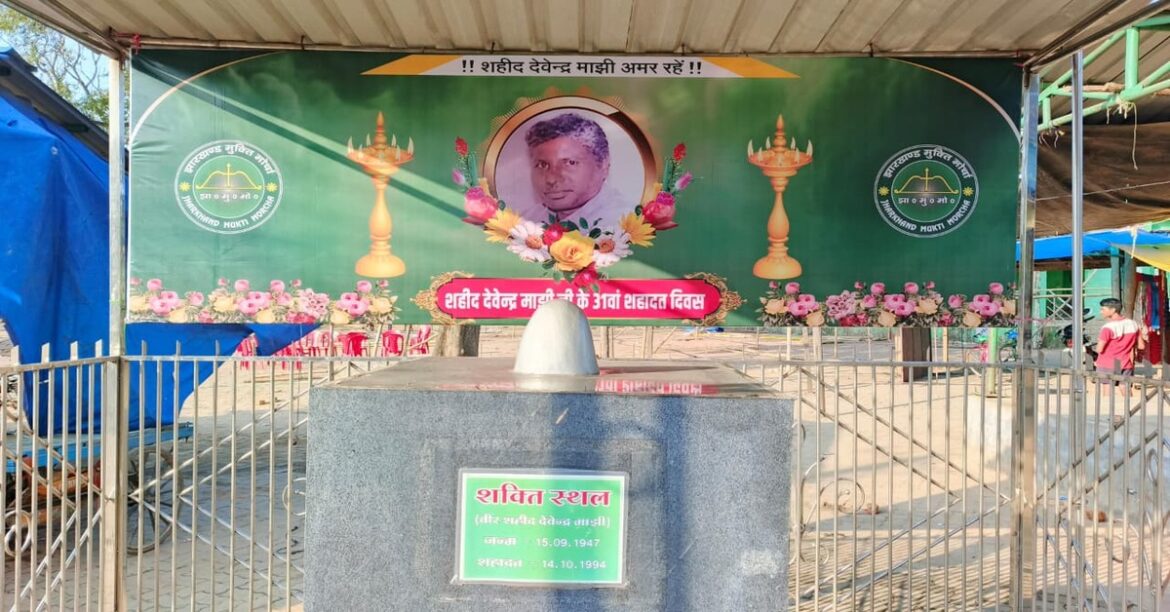 !! शहीद देवेन्द्र माझी अमर रहें !!
झारखण्ड मुक्ति मोर्चा
झा॰मु॰मो॰
JHARKHAND MUKTI MORCHA
झारखण्ड मुक्ति मोर्चा
झा॰मु॰मो॰
JHARKHAND MUKTI MORCHA
शहीद देवेन्द्र माझी जी के 31वां शहादत दिवस
शक्ति स्थल
(वीर शहीद देवेन्द्र माझी)
जन्म - 15.09.1947
शहादत - 14.10.1994